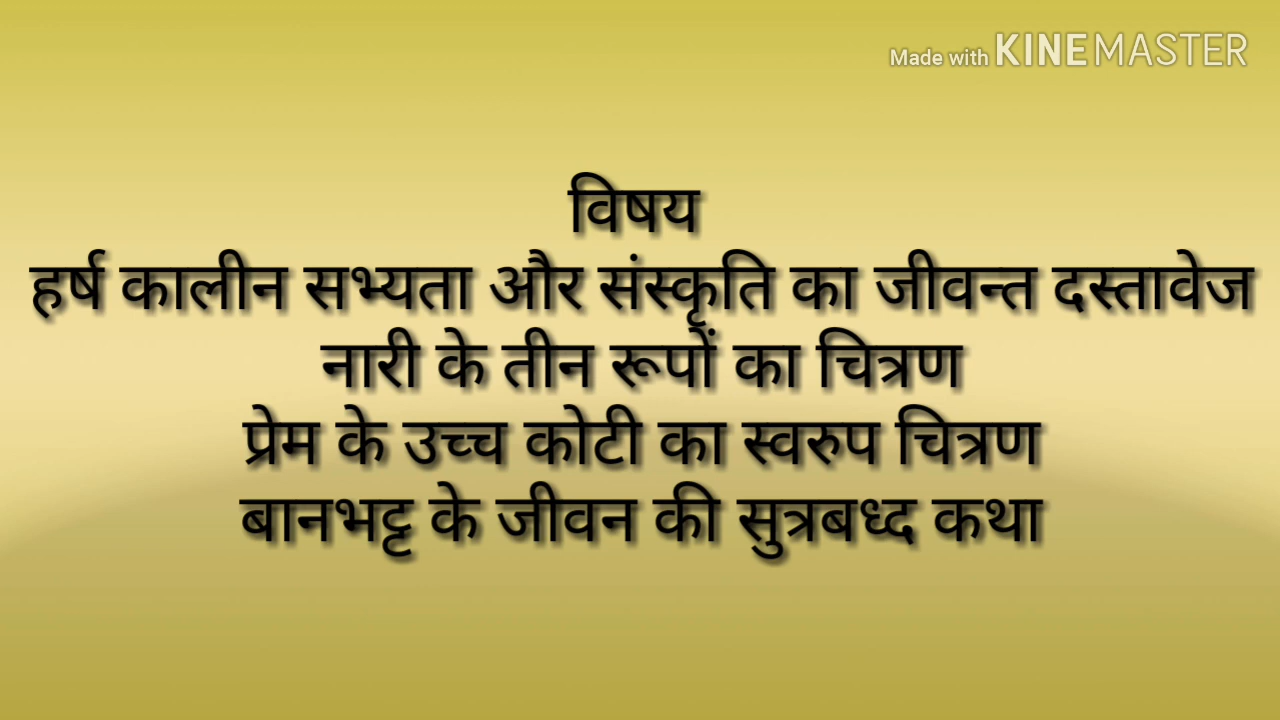 Made with KINEMASTER
विषय
हर्ष कालीन सभ्यता और संस्कृति का जीवन्त दस्तावेज
नारी के तीन रूपों का चित्रण
प्रेम के उच्च कोटी का स्वरुप चित्रण
बानभट्ट के जीवन की सुत्रबध्द कथा